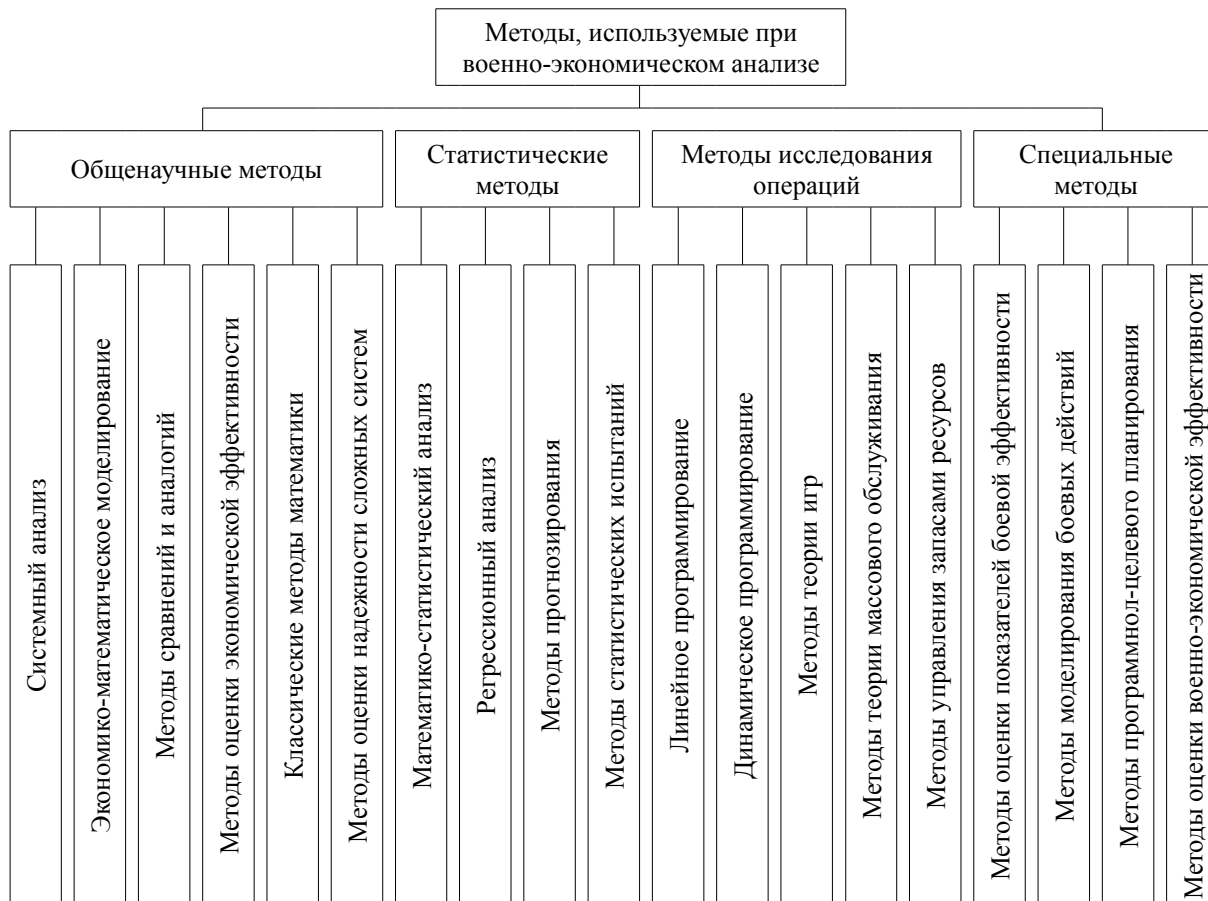 Методы, используемые при
военно-экономическом анализе
Общенаучные методы
Статистические
методы
Методы исследования
операций
Специальные
методы
Системный анализ
Экономико-математическое моделирование
Методы сравнений и аналогий
Методы оценки экономической эффективности
Классические методы математики
Методы оценки надежности сложных систем
Математико-статистический анализ
Регрессионный анализ
Методы прогнозирования
Методы статистических испытаний
Линейное программирование
Динамическое программирование
Методы теории игр
Методы теории массового обслуживания
Методы управления запасами ресурсов
Методы оценки показателей боевой эффективности
Методы моделирования боевых действий
Методы программнол-целевого планирования
Методы оценки военно-экономической эффективности